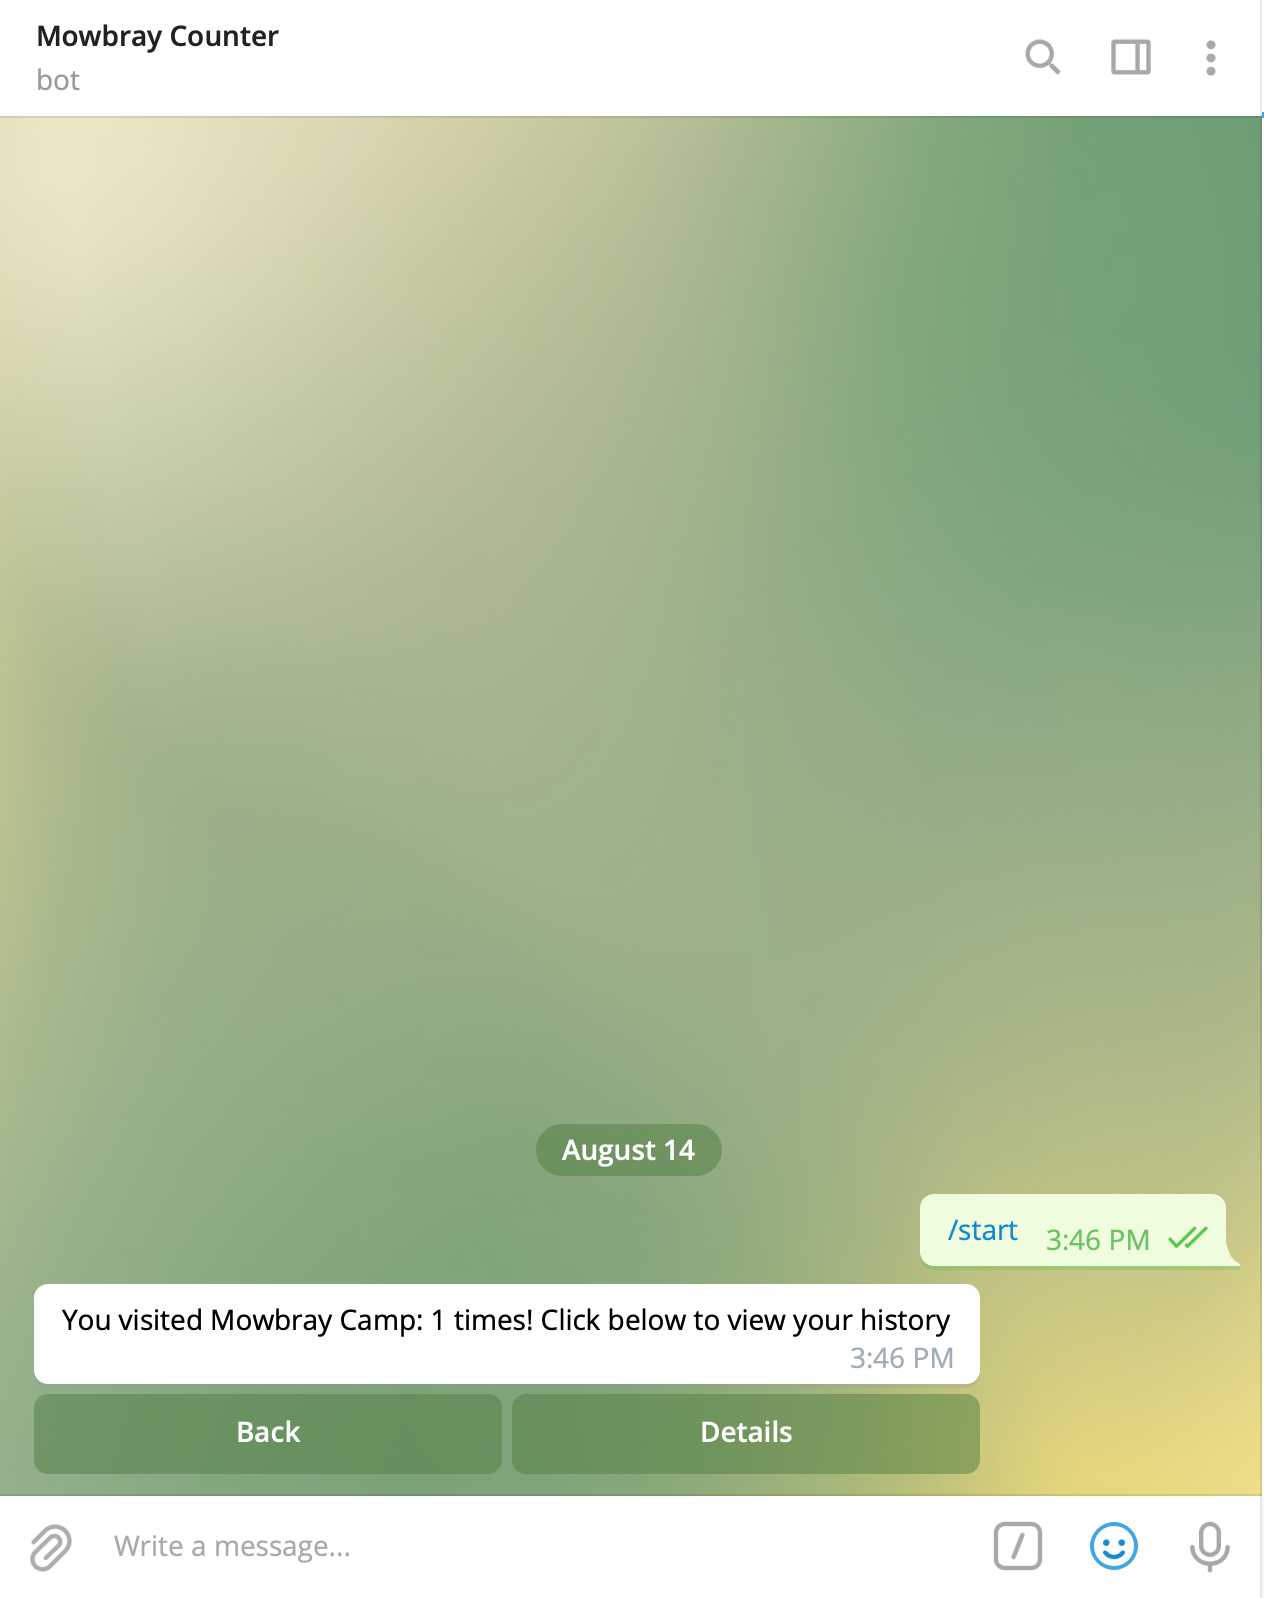 Mowbray Counter
bot
August 14
/start 3:46 PM
You visited Mowbray Camp: 1 times! Click below to view your history
3:46 PM
Back Details
Write a message...